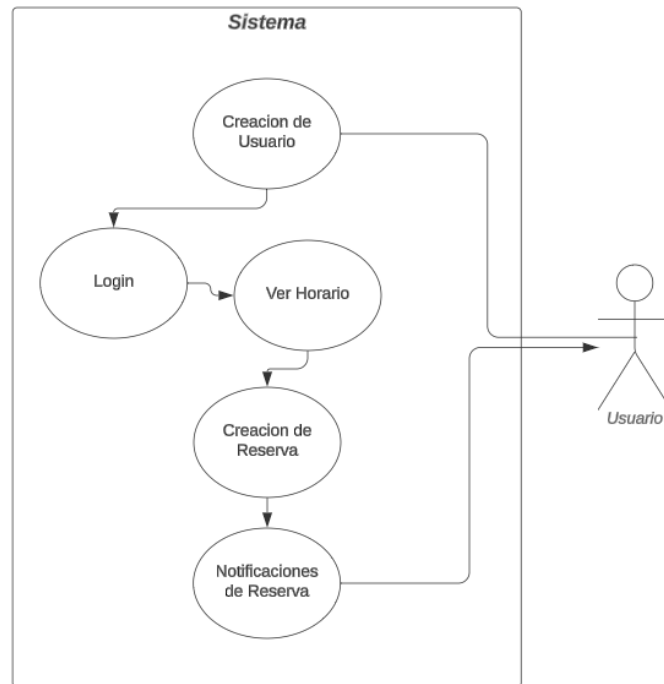 Sistema
Creacion de
Usuario
Login
Ver Horario
Creacion de
Reserva
Usuario
Notificaciones
de Reserva